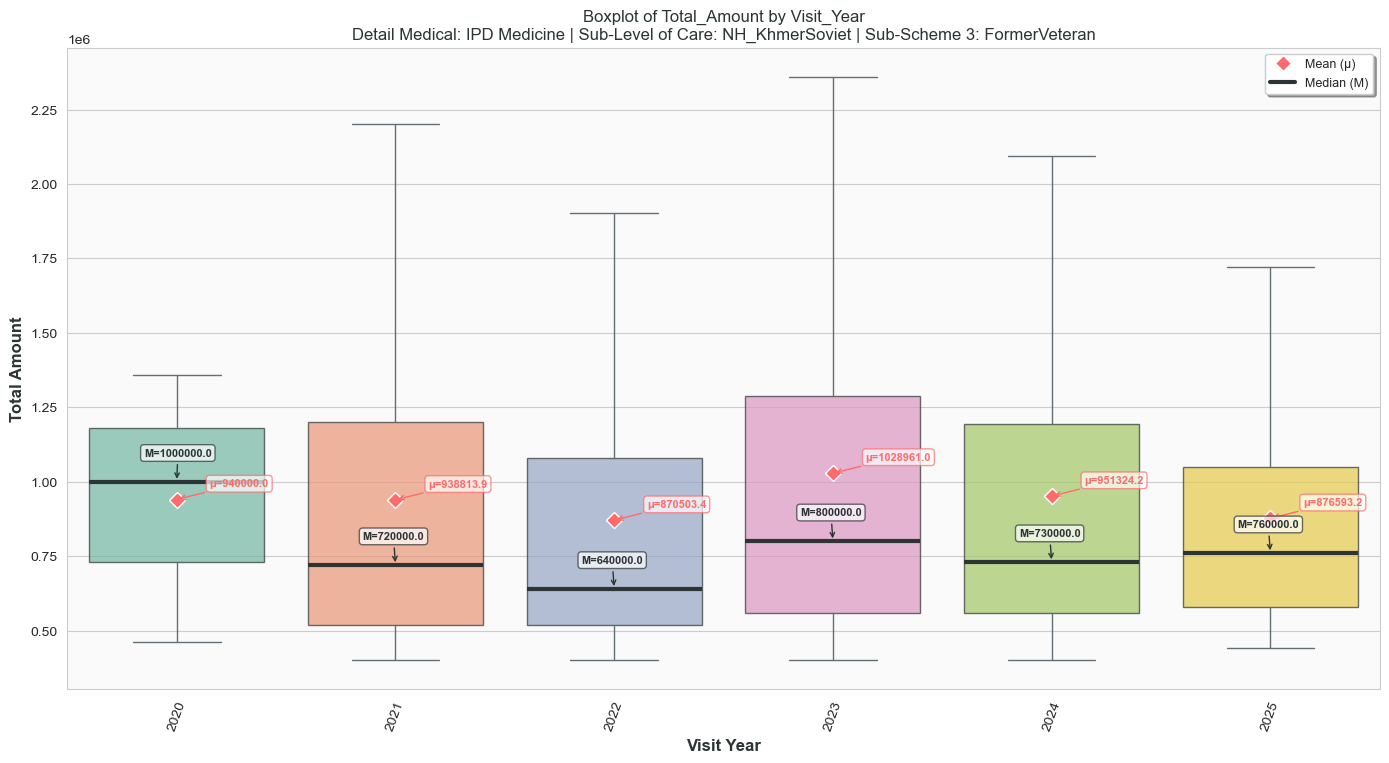 Boxplot of Total_Amount by Visit_Year
Detail Medical: IPD Medicine | Sub-Level of Care: NH_KhmerSoviet | Sub-Scheme 3: FormerVeteran
1e6
Mean (μ)
Median (M)
2.25
2.00
1.75
1.50
1.25
1.00
0.75
0.50
Total Amount
M=1000000.0
μ=940000.0
μ=938813.9
M=720000.0
μ=870503.4
M=640000.0
μ=1028961.0
M=800000.0
μ=951324.2
M=730000.0
μ=876593.2
M=760000.0
2020
2021
2022
2023
2024
2025
Visit Year